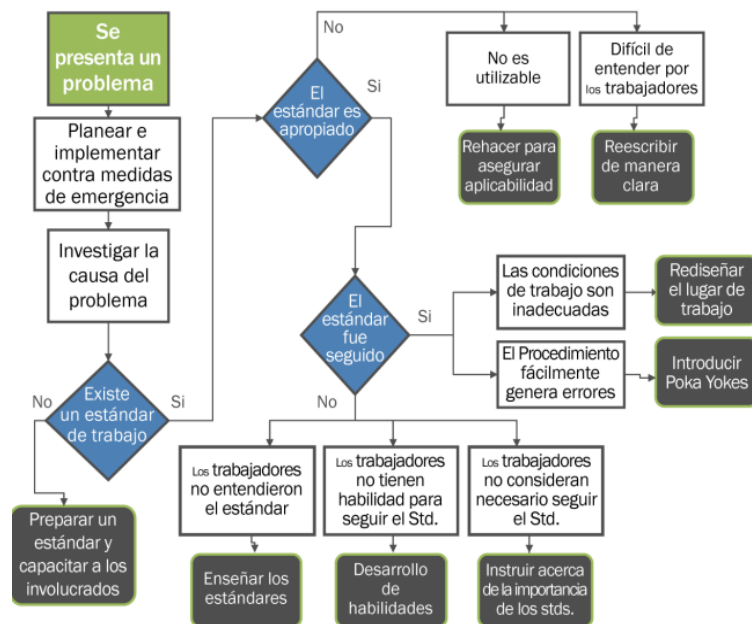 Se
presenta un
problema
Planear e
implementar
contra medidas
de emergencia
Investigar la
causa del
problema
Existe
un estándar
de trabajo
No
Si
Preparar un
estándar y
capacitar a los
involucrados
El
estándar es
apropiado
No
Si
No es
utilizable
Difícil de
entender por
los trabajadores
Rehacer para
asegurar
aplicabilidad
Reescribir
de manera
clara
El
estándar
fue
seguido
Si
No
Las condiciones
de trabajo son
inadecuadas
Rediseñar
el lugar de
trabajo
El Procedimiento
fácilmente
genera errores
Introducir
Poka Yokes
Los trabajadores
no entendieron
el estándar
Los trabajadores
no tienen
habilidad para
seguir el Std.
Los trabajadores
no consideran
necesario seguir
el Std.
Enseñar los
estándares
Desarrollo
de
habilidades
Instruir acerca
de la importancia
de los stds.